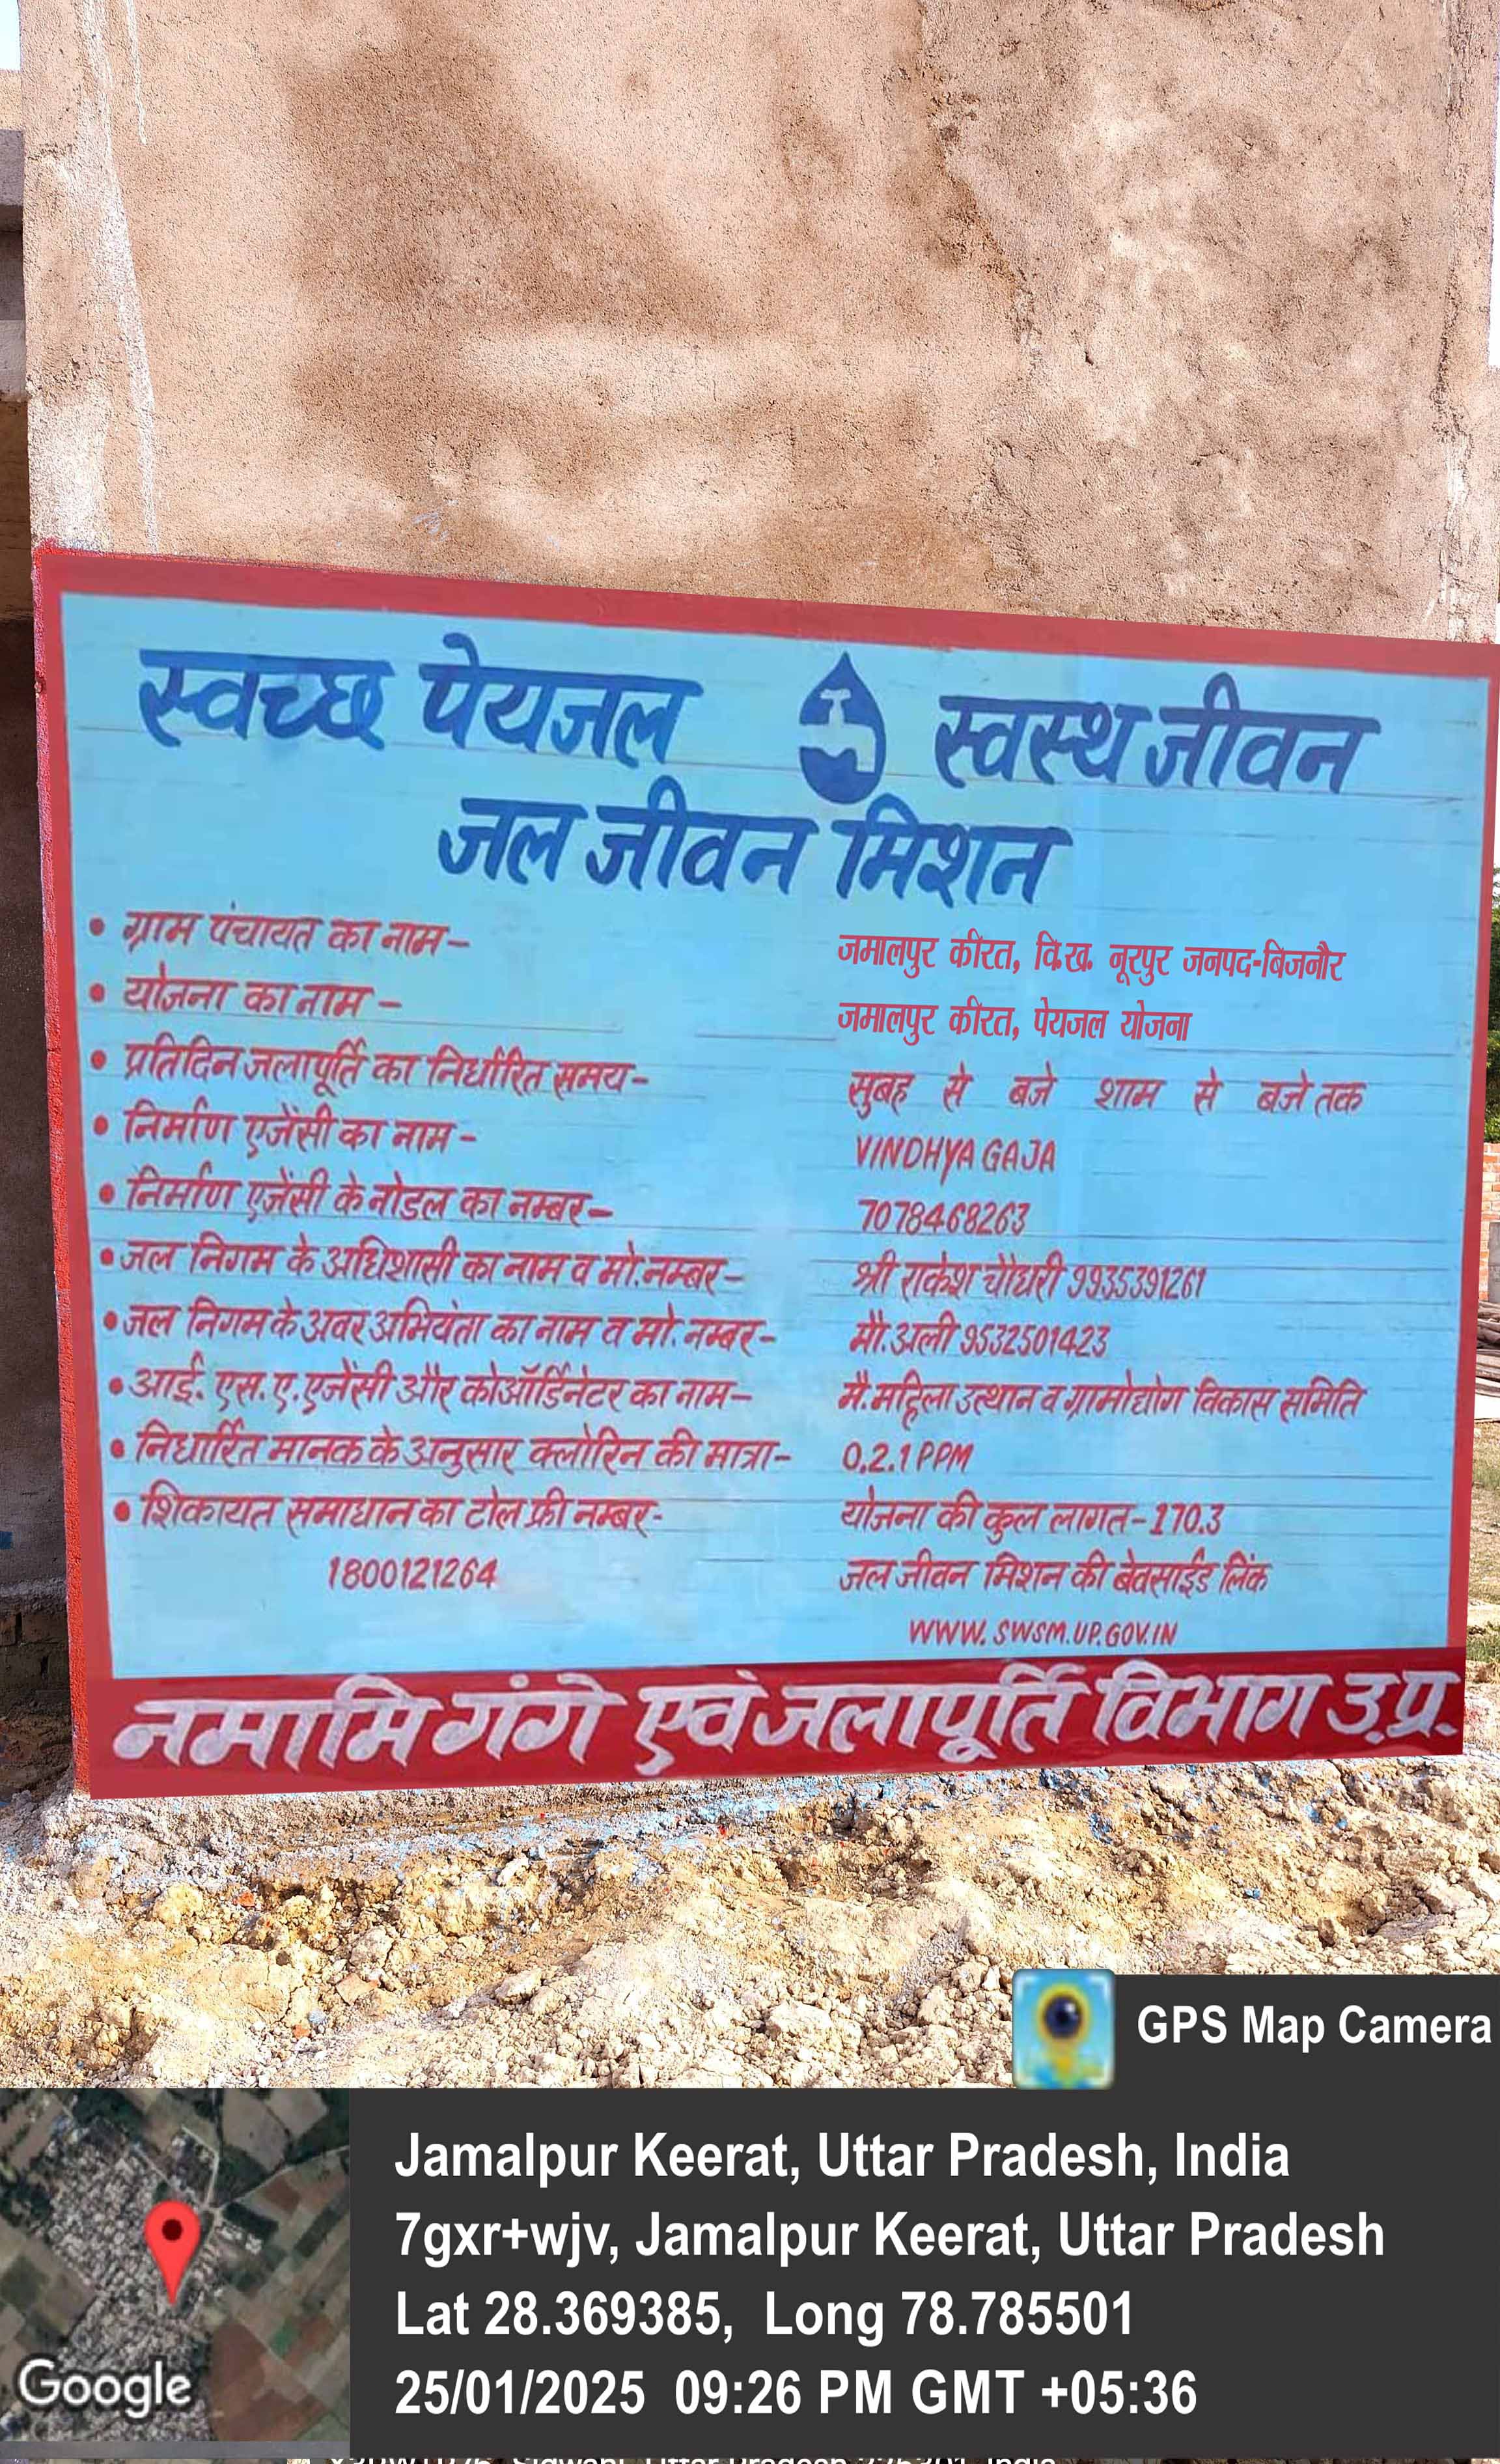 स्वच्छ पेयजल स्वस्थ जीवन
जल जीवन मिशन
• ग्राम पंचायत का नाम- जमालपुर कीरत, वि.ख. नूरपुर जनपद-बिजनौर
• योजना का नाम - जमालपुर कीरत, पेयजल योजना
• प्रतिदिन जलापूर्ति का निर्धारित समय- सुबह से बजे शाम से बजे तक
• निर्माण एजेंसी का नाम - VINDHYA GAJA
• निर्माण एजेंसी के नोडल का नम्बर- 7078468263
• जल निगम के अधिशासी का नाम व मो. नम्बर- श्री राकेश चौधरी 9935391261
• जल निगम के अवर अभियंता का नाम व मो. नम्बर- मौ. अली 9532501423
• आई. एस. ए. एजेंसी और कोऑर्डिनेटर का नाम- मै. महिला उत्थान व ग्रामोद्योग विकास समिति
• निर्धारित मानक के अनुसार क्लोरिन की मात्रा- 0.2.1 PPM
• शिकायत समाधान का टोल फ्री नम्बर- योजना की कुल लागत- 170.3
1800121264 जल जीवन मिशन की बेवसाईड लिंक
WWW. SWSM.UP.GOV.IN
नमामि गंगे एवं जलापूर्ति विभाग उ.प्र.
GPS Map Camera
Jamalpur Keerat, Uttar Pradesh, India
7gxr+wjv, Jamalpur Keerat, Uttar Pradesh
Lat 28.369385, Long 78.785501
25/01/2025 09:26 PM GMT +05:36
Google
Uttar Pradesh India